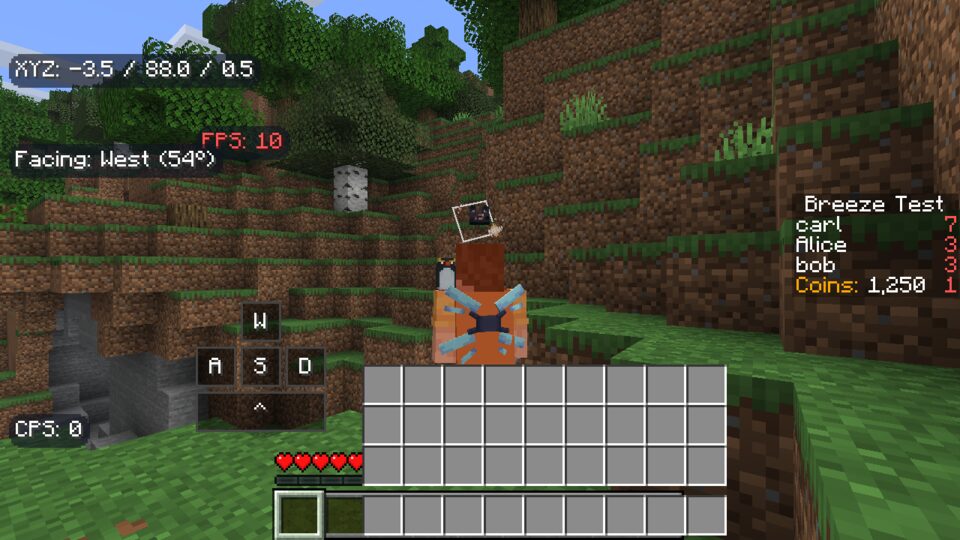 XYZ: -3.5 / 88.0 / 0.5
FPS: 10
Facing: West (54°)
Breeze Test
carl 7
Alice 3
bob 3
Coins: 1,250 1
W
A S D
^
CPS: 0